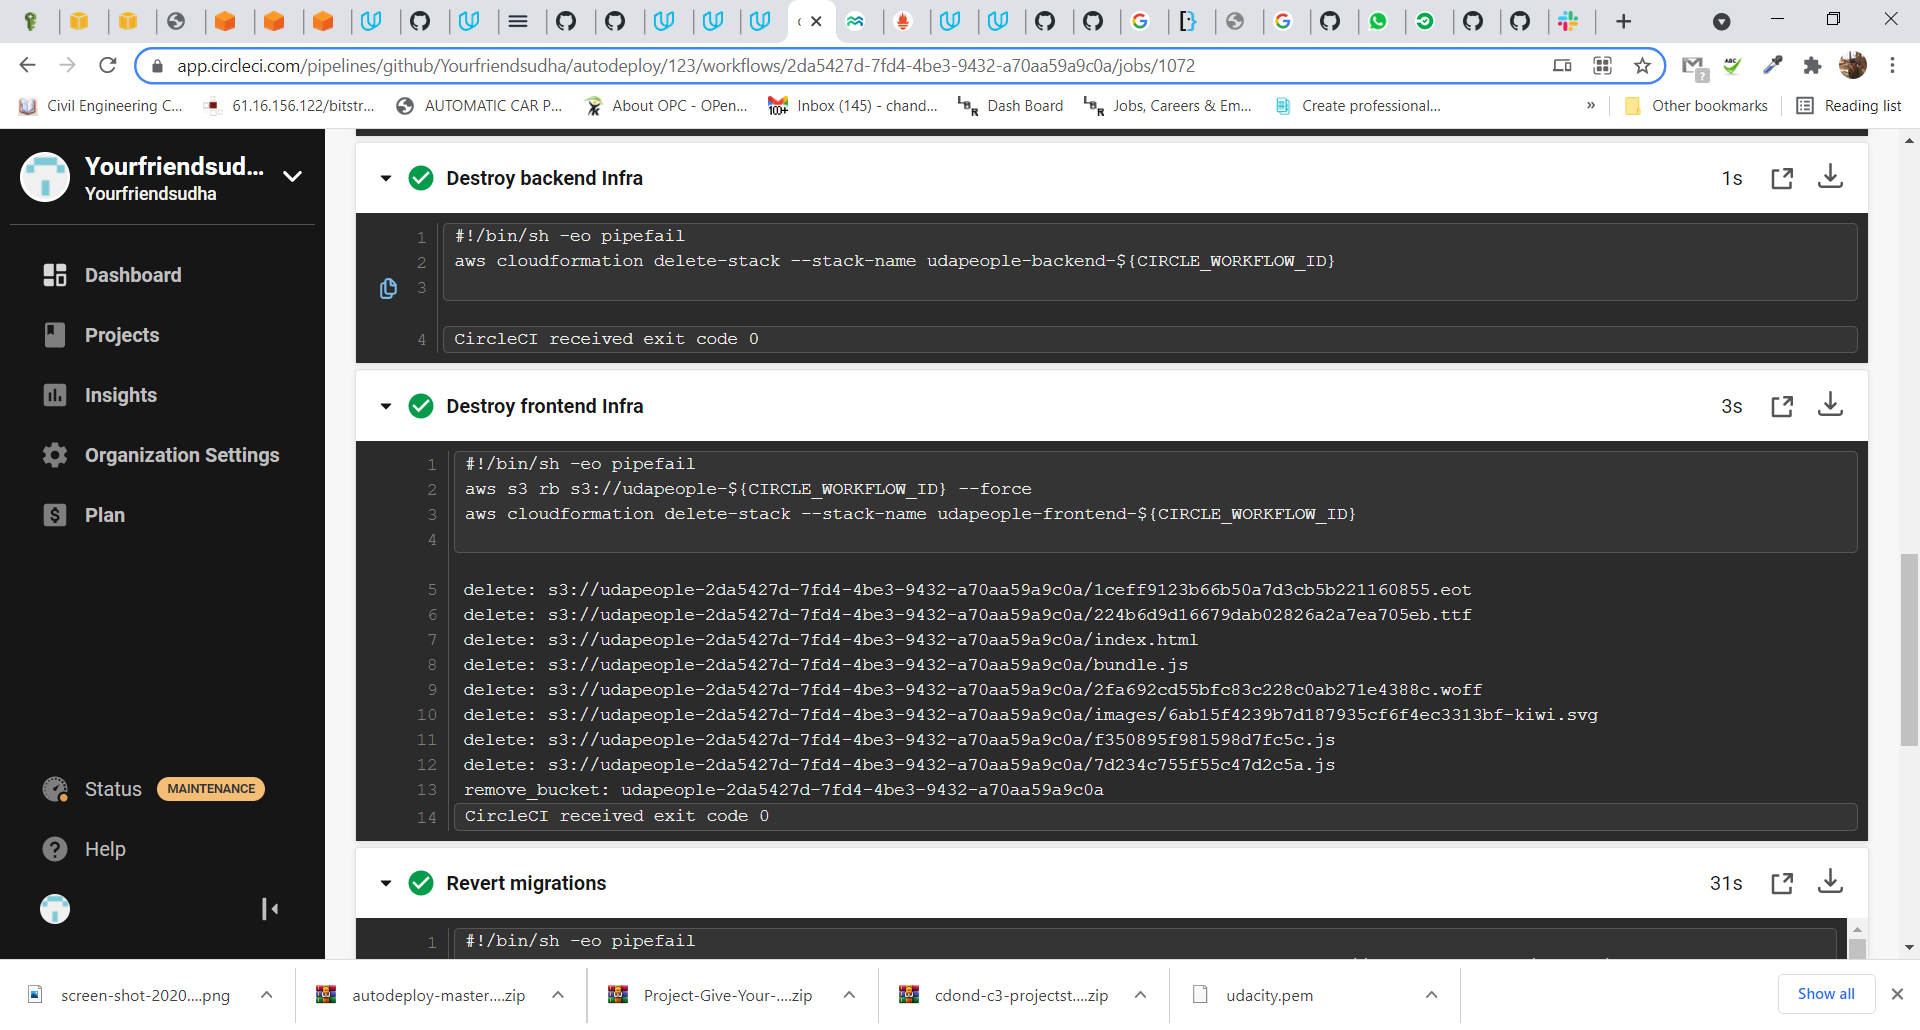 app.circleci.com/pipelines/github/Yourfriendsudha/autodeploy/123/workflows/2da5427d-7fd4-4be3-9432-a70aa59a9c0a/jobs/1072
Civil Engineering C... 61.16.156.122/bitstr... AUTOMATIC CAR P... About OPC - OPen... Inbox (145) - chand... Dash Board Jobs, Careers & Em... Create professional... » Other bookmarks Reading list
Yourfriendsud...
Yourfriendsudha
Dashboard
Projects
Insights
Organization Settings
Plan
Status MAINTENANCE
Help
Destroy backend Infra 1s
1 #!/bin/sh -eo pipefail
2 aws cloudformation delete-stack --stack-name udapeople-backend-${CIRCLE_WORKFLOW_ID}
3
4 CircleCI received exit code 0
Destroy frontend Infra 3s
1 #!/bin/sh -eo pipefail
2 aws s3 rb s3://udapeople-${CIRCLE_WORKFLOW_ID} --force
3 aws cloudformation delete-stack --stack-name udapeople-frontend-${CIRCLE_WORKFLOW_ID}
4
5 delete: s3://udapeople-2da5427d-7fd4-4be3-9432-a70aa59a9c0a/1ceff9123b66b50a7d3cb5b221160855.eot
6 delete: s3://udapeople-2da5427d-7fd4-4be3-9432-a70aa59a9c0a/224b6d9d16679dab02826a2a7ea705eb.ttf
7 delete: s3://udapeople-2da5427d-7fd4-4be3-9432-a70aa59a9c0a/index.html
8 delete: s3://udapeople-2da5427d-7fd4-4be3-9432-a70aa59a9c0a/bundle.js
9 delete: s3://udapeople-2da5427d-7fd4-4be3-9432-a70aa59a9c0a/2fa692cd55bfc83c228c0ab271e4388c.woff
10 delete: s3://udapeople-2da5427d-7fd4-4be3-9432-a70aa59a9c0a/images/6ab15f4239b7d187935cf6f4ec3313bf-kiwi.svg
11 delete: s3://udapeople-2da5427d-7fd4-4be3-9432-a70aa59a9c0a/f350895f981598d7fc5c.js
12 delete: s3://udapeople-2da5427d-7fd4-4be3-9432-a70aa59a9c0a/7d234c755f55c47d2c5a.js
13 remove_bucket: udapeople-2da5427d-7fd4-4be3-9432-a70aa59a9c0a
14 CircleCI received exit code 0
Revert migrations 31s
1 #!/bin/sh -eo pipefail
screen-shot-2020....png autodeploy-master....zip Project-Give-Your-....zip cdond-c3-projectst....zip udacity.pem Show all